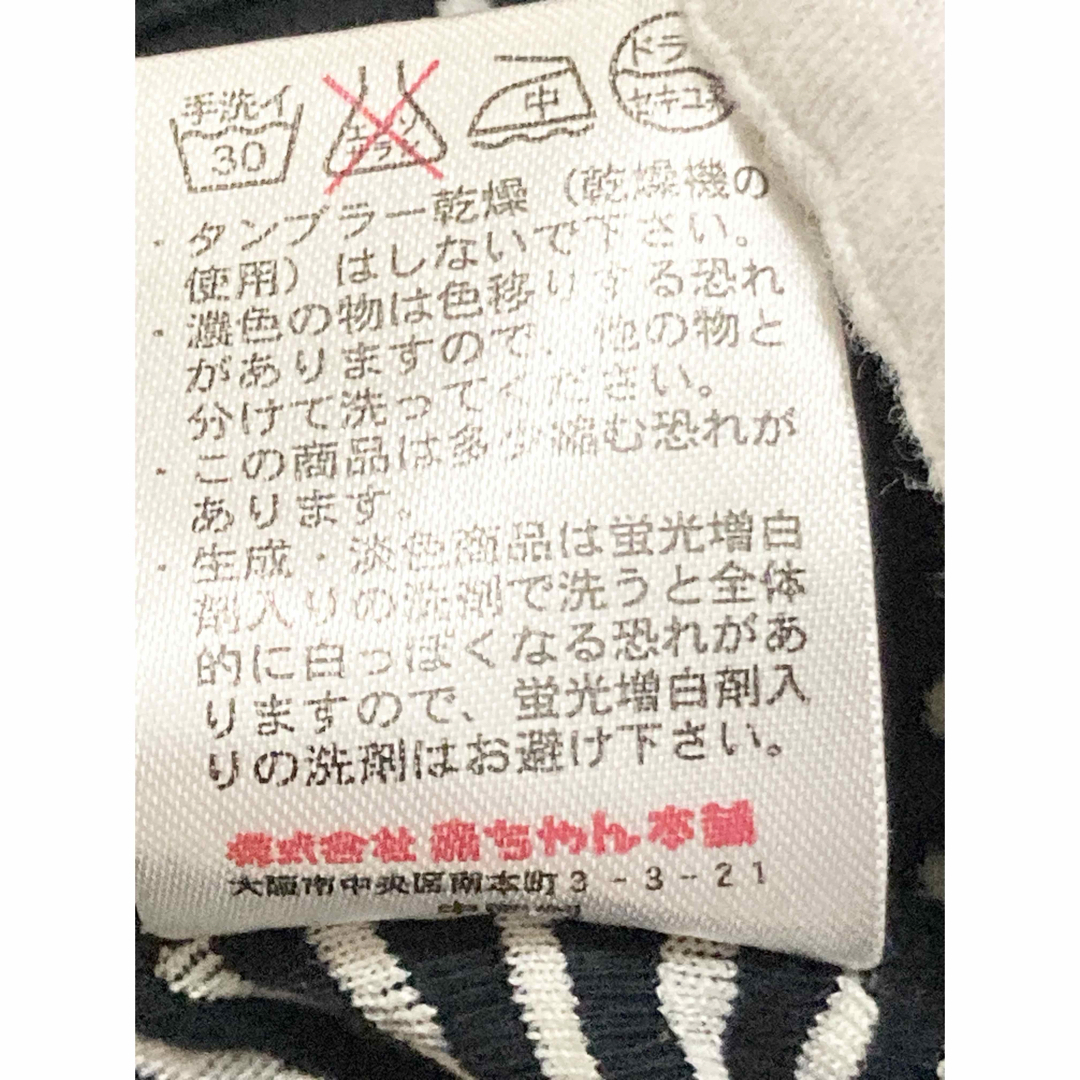 手洗イ
30
中
ドラ
セキユ系
・タンブラー乾燥（乾燥機の
使用）はしないで下さい。
・濃色の物は色移りする恐れ
がありますので、他の物と
分けて洗ってください。
・この商品は多少縮む恐れが
あります。
・生成・淡色商品は蛍光増白
剤入りの洗剤で洗うと全体
的に白っぽくなる恐れがあ
りますので、蛍光増白剤入
りの洗剤はお避け下さい。
株式会社 赤ちゃん本舗
大阪市中央区南本町3-3-21